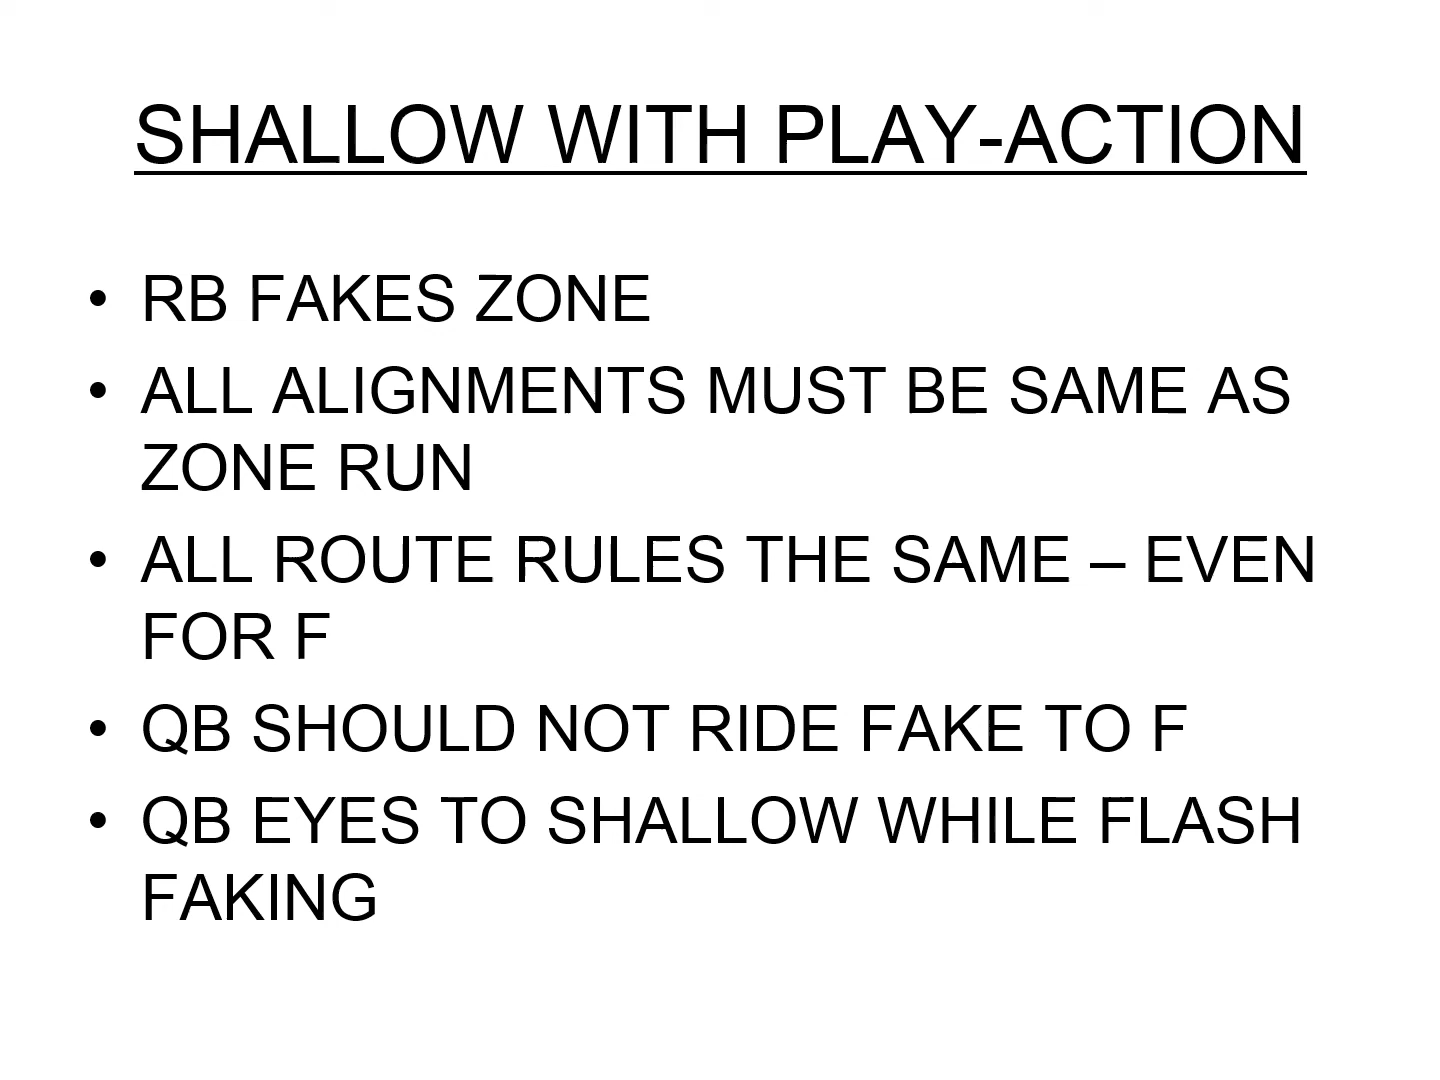 SHALLOW WITH PLAY-ACTION
• RB FAKES ZONE
• ALL ALIGNMENTS MUST BE SAME AS
ZONE RUN
• ALL ROUTE RULES THE SAME – EVEN
FOR F
• QB SHOULD NOT RIDE FAKE TO F
• QB EYES TO SHALLOW WHILE FLASH
FAKING